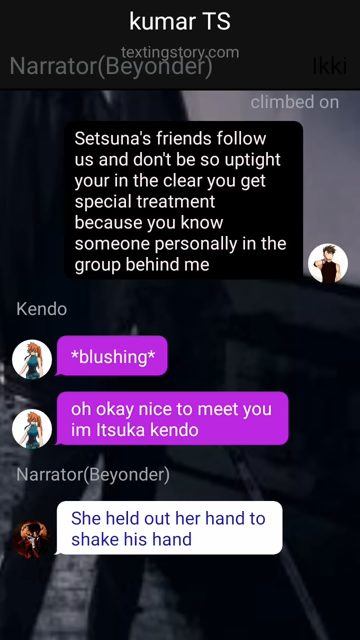 kumar TS
textingstory.com
Narrator(Beyonder)
Ikki
climbed on
Setsuna's friends follow
us and don't be so uptight
your in the clear you get
special treatment
because you know
someone personally in the
group behind me
Kendo
*blushing*
oh okay nice to meet you
im Itsuka kendo
Narrator(Beyonder)
She held out her hand to
shake his hand